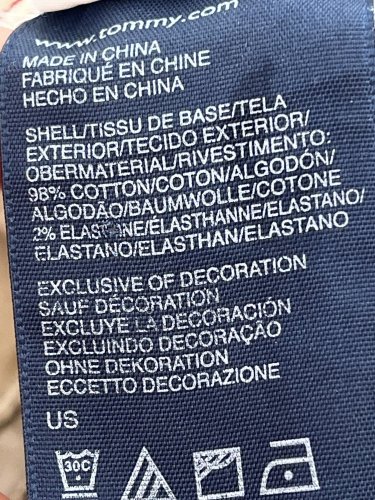 www.tommy.com
MADE IN CHINA
FABRIQUÉ EN CHINE
HECHO EN CHINA
SHELL/TISSU DE BASE/TELA
EXTERIOR/TECIDO EXTERIOR/
OBERMATERIAL/RIVESTIMENTO:
98% COTTON/COTON/ALGODÓN/
ALGODÃO/BAUMWOLLE/COTONE
2% ELASTANE/ÉLASTHANNE/ELASTANO/
ELASTANO/ELASTHAN/ELASTANO
EXCLUSIVE OF DECORATION
SAUF DÉCORATION
EXCLUYE LA DECORACIÓN
EXCLUINDO DECORAÇÃO
OHNE DEKORATION
ECCETTO DECORAZIONE
US
30C